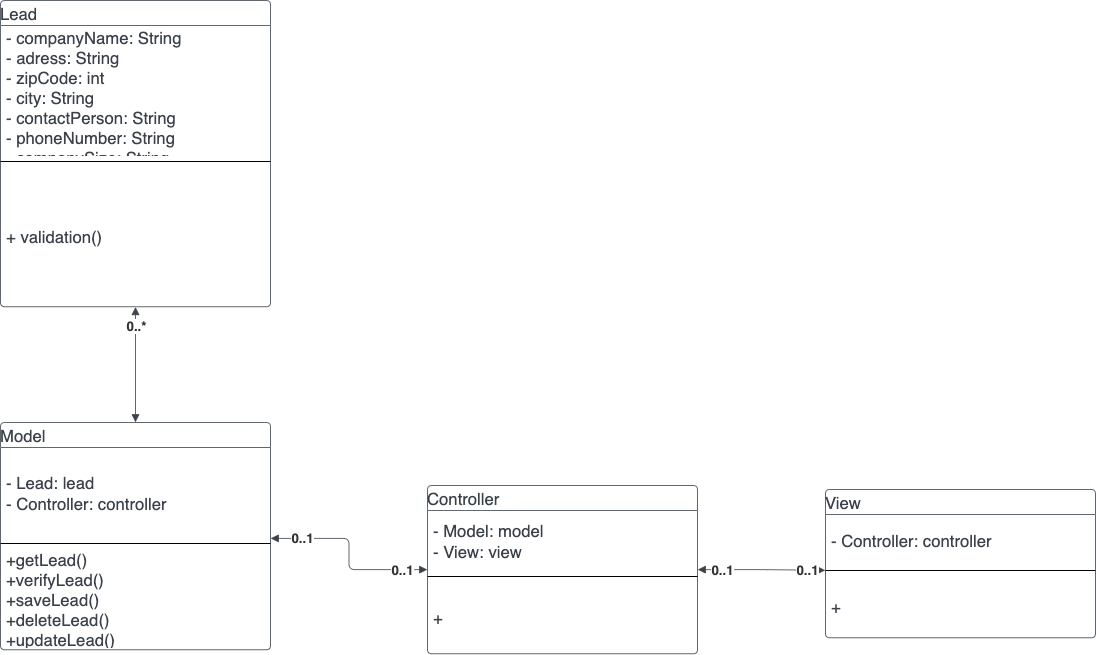 Lead
- companyName: String
- adress: String
- zipCode: int
- city: String
- contactPerson: String
- phoneNumber: String
- companySize: String
+ validation()
0..*
Model
- Lead: lead
- Controller: controller
+getLead()
+verifyLead()
+saveLead()
+deleteLead()
+updateLead()
0..1
0..1
Controller
- Model: model
- View: view
+
0..1
0..1
View
- Controller: controller
+